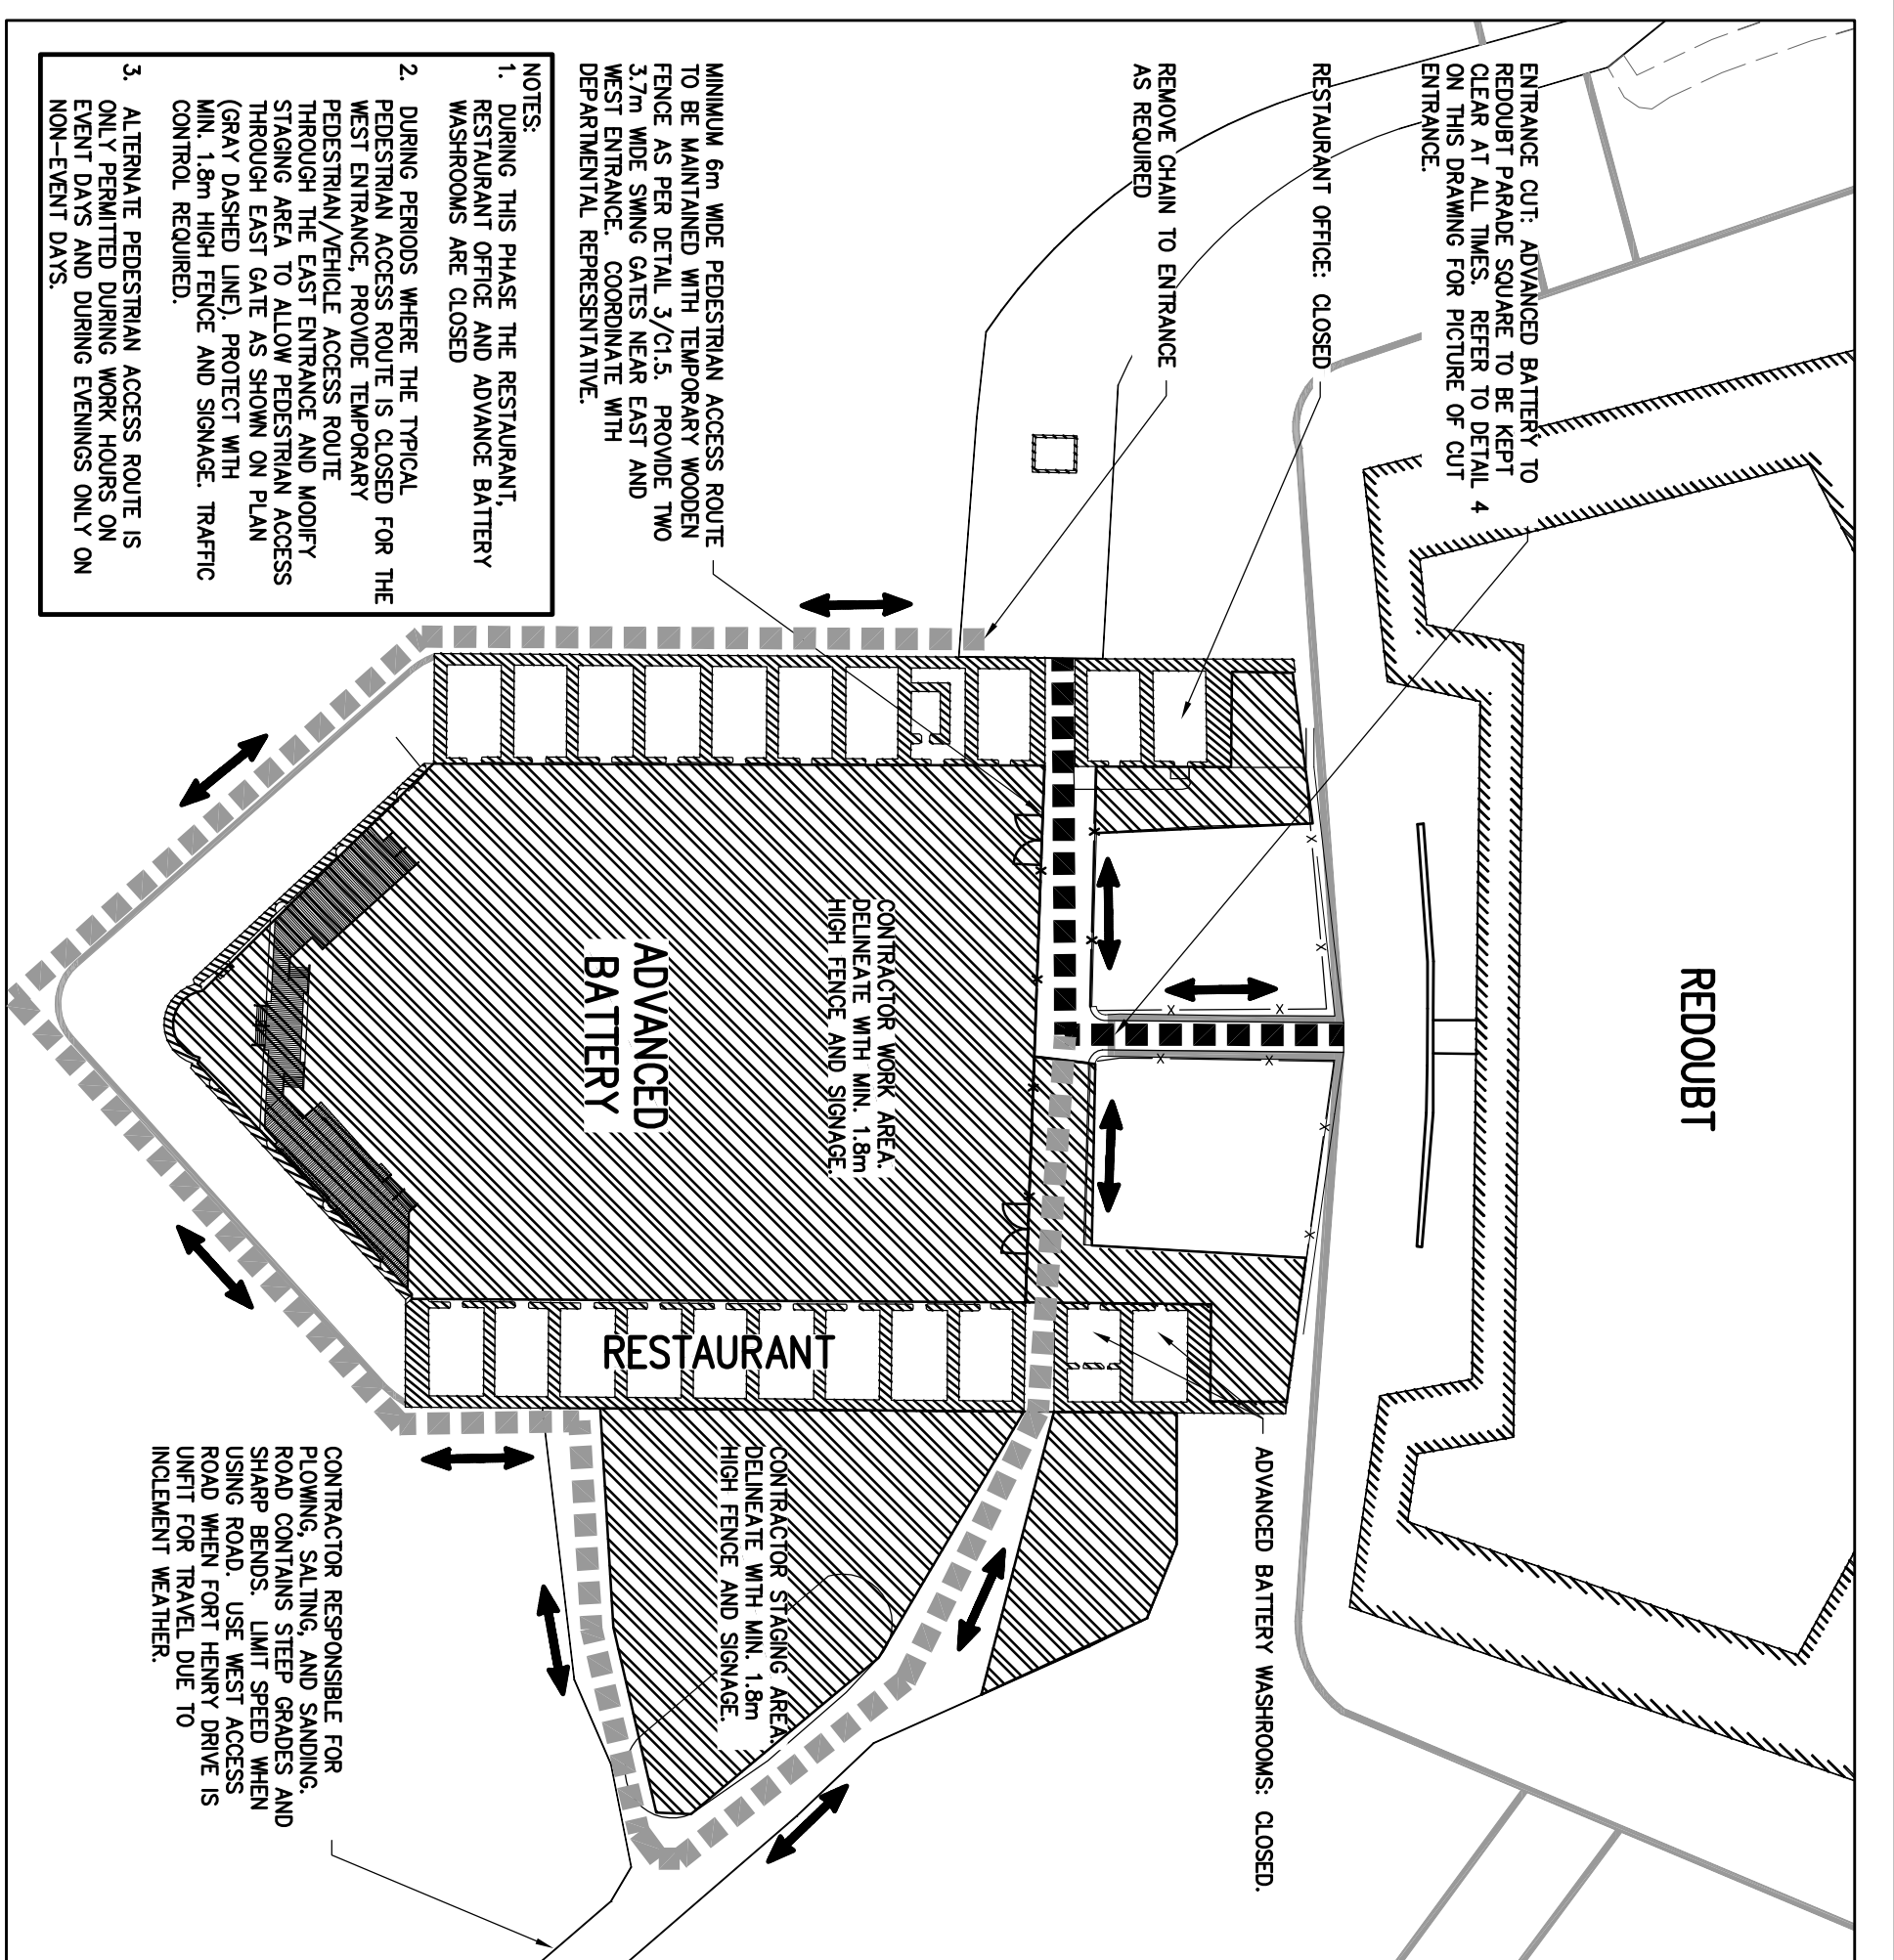 ENTRANCE CUT: ADVANCED BATTERY TO
REDOUBT PARADE SQUARE TO BE KEPT
CLEAR AT ALL TIMES. REFER TO DETAIL 4
ON THIS DRAWING FOR PICTURE OF CUT
ENTRANCE.
RESTAURANT OFFICE: CLOSED
REMOVE CHAIN TO ENTRANCE
AS REQUIRED
MINIMUM 6m WIDE PEDESTRIAN ACCESS ROUTE
TO BE MAINTAINED WITH TEMPORARY WOODEN
FENCE AS PER DETAIL 3/C1.5. PROVIDE TWO
3.7m WIDE SWING GATES NEAR EAST AND
WEST ENTRANCE. COORDINATE WITH
DEPARTMENTAL REPRESENTATIVE.
NOTES:
1. DURING THIS PHASE THE RESTAURANT,
RESTAURANT OFFICE AND ADVANCE BATTERY
WASHROOMS ARE CLOSED
2. DURING PERIODS WHERE THE TYPICAL
PEDESTRIAN ACCESS ROUTE IS CLOSED FOR THE
WEST ENTRANCE, PROVIDE TEMPORARY
PEDESTRIAN/VEHICLE ACCESS ROUTE
THROUGH THE EAST ENTRANCE AND MODIFY
STAGING AREA TO ALLOW PEDESTRIAN ACCESS
THROUGH EAST GATE AS SHOWN ON PLAN
(GRAY DASHED LINE). PROTECT WITH
MIN. 1.8m HIGH FENCE AND SIGNAGE. TRAFFIC
CONTROL REQUIRED.
3. ALTERNATE PEDESTRIAN ACCESS ROUTE IS
ONLY PERMITTED DURING WORK HOURS ON
EVENT DAYS AND DURING EVENINGS ONLY ON
NON-EVENT DAYS.
REDOUBT
CONTRACTOR WORK AREA.
DELINEATE WITH MIN. 1.8m
HIGH FENCE AND SIGNAGE.
ADVANCED
BATTERY
RESTAURANT
ADVANCED BATTERY WASHROOMS: CLOSED.
CONTRACTOR STAGING AREA.
DELINEATE WITH MIN. 1.8m
HIGH FENCE AND SIGNAGE.
CONTRACTOR RESPONSIBLE FOR
PLOWING, SALTING, AND SANDING.
ROAD CONTAINS STEEP GRADES AND
SHARP BENDS. LIMIT SPEED WHEN
USING ROAD. USE WEST ACCESS
ROAD WHEN FORT HENRY DRIVE IS
UNFIT FOR TRAVEL DUE TO
INCLEMENT WEATHER.